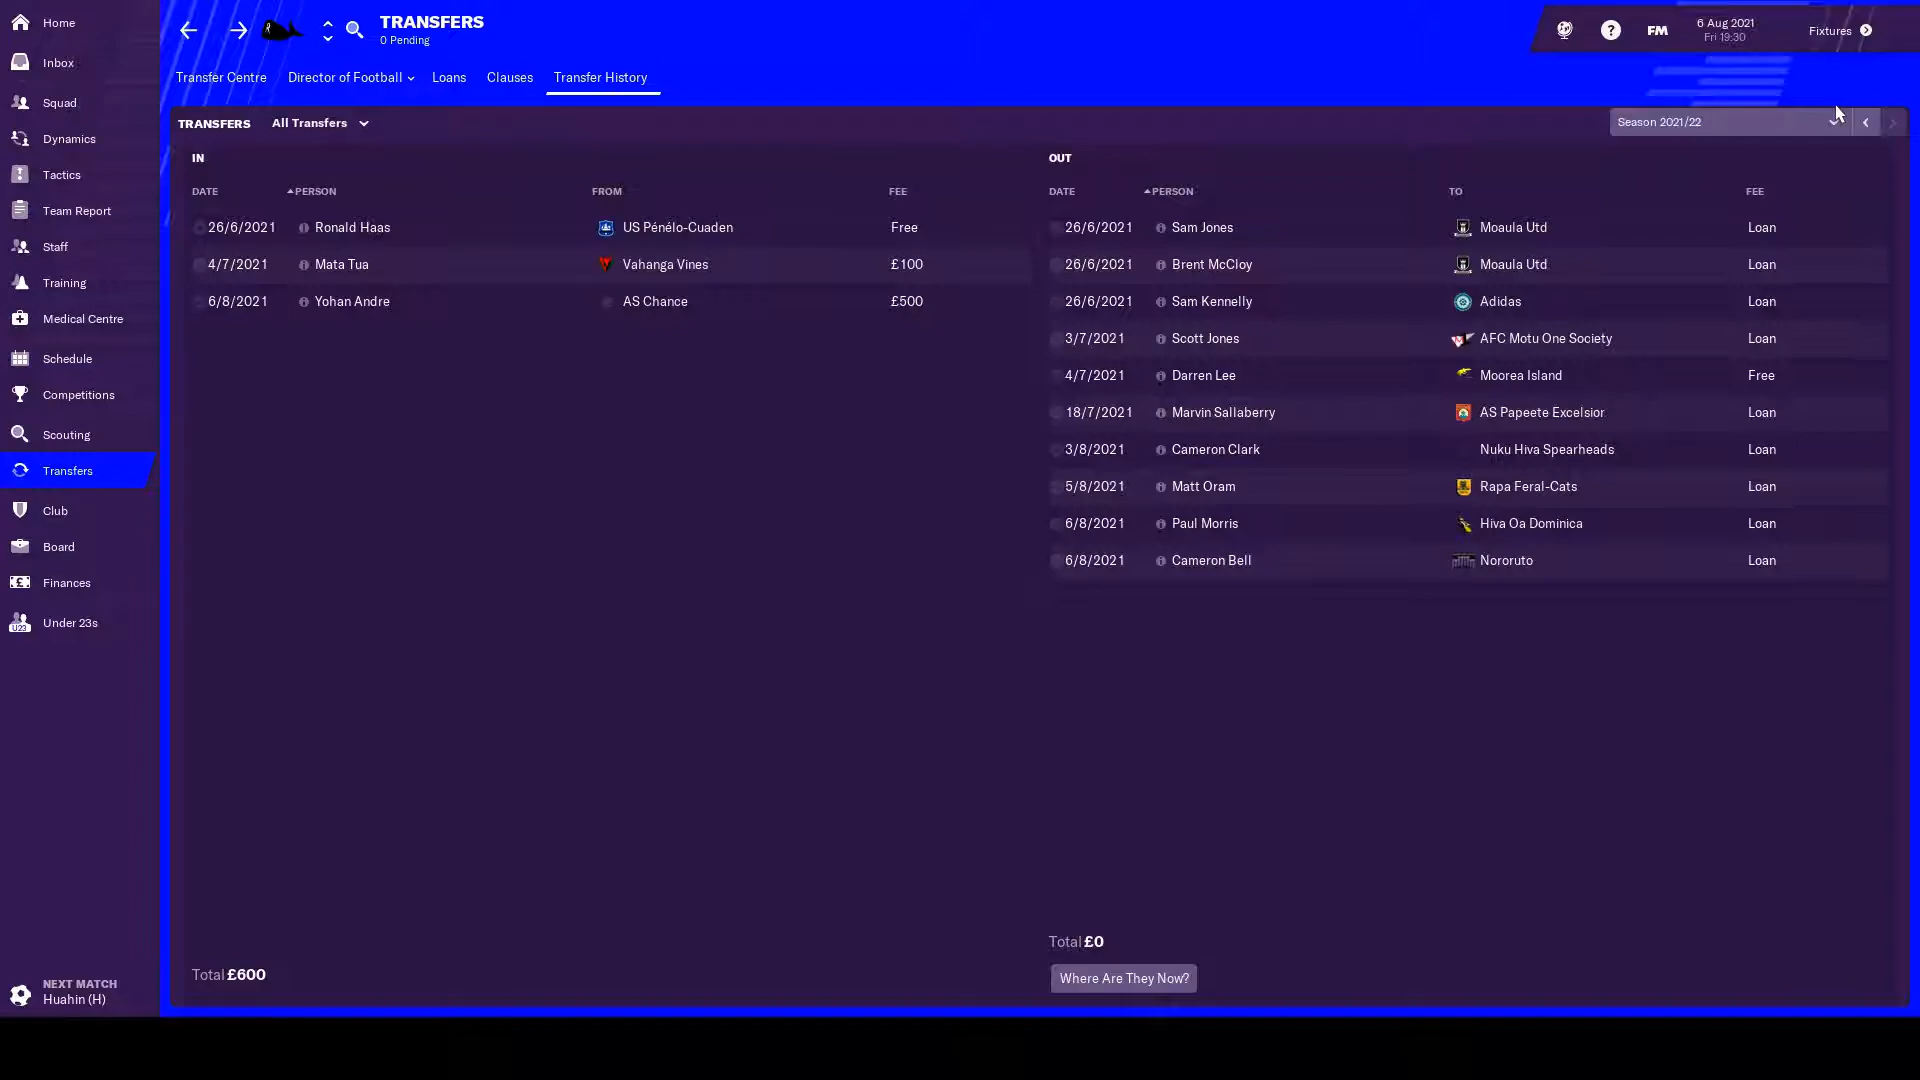 Home
Inbox
Squad
Dynamics
Tactics
Team Report
Staff
Training
Medical Centre
Schedule
Competitions
Scouting
Transfers
Club
Board
Finances
U23 Under 23s
NEXT MATCH
Huahin (H)
TRANSFERS
0 Pending
FM
6 Aug 2021
Fri 19:30
Fixtures
Transfer Centre Director of Football Loans Clauses Transfer History
TRANSFERS All Transfers Season 2021/22
IN
DATE PERSON FROM FEE
26/6/2021 Ronald Haas US Pénélo-Cuaden Free
4/7/2021 Mata Tua Vahanga Vines £100
6/8/2021 Yohan Andre AS Chance £500
Total £600
OUT
DATE PERSON TO FEE
26/6/2021 Sam Jones Moaula Utd Loan
26/6/2021 Brent McCloy Moaula Utd Loan
26/6/2021 Sam Kennelly Adidas Loan
3/7/2021 Scott Jones AFC Motu One Society Loan
4/7/2021 Darren Lee Moorea Island Free
18/7/2021 Marvin Sallaberry AS Papeete Excelsior Loan
3/8/2021 Cameron Clark Nuku Hiva Spearheads Loan
5/8/2021 Matt Oram Rapa Feral-Cats Loan
6/8/2021 Paul Morris Hiva Oa Dominica Loan
6/8/2021 Cameron Bell Nororuto Loan
Total £0
Where Are They Now?